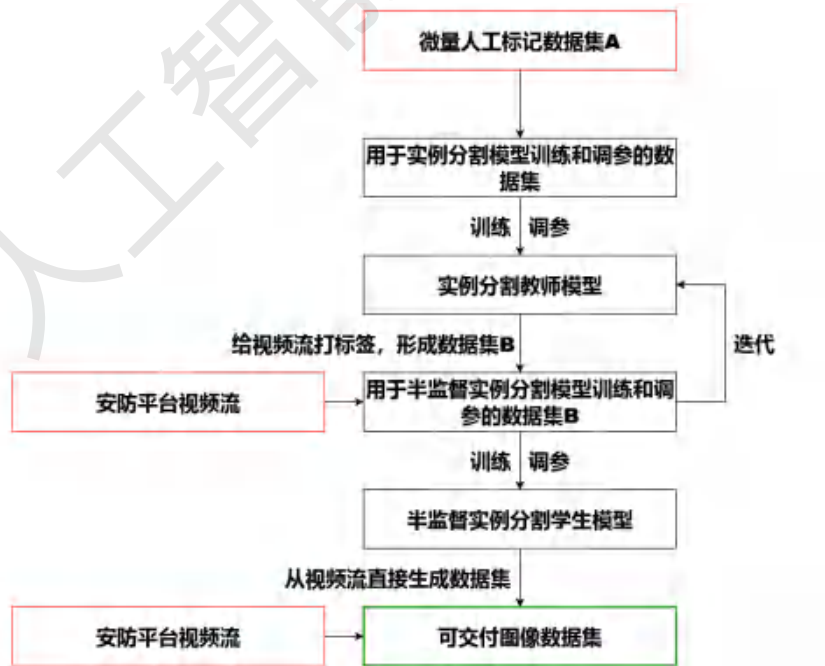 微量人工标记数据集A
用于实例分割模型训练和调参的数
据集
训练 调参
实例分割教师模型
给视频流打标签，形成数据集B
迭代
安防平台视频流
用于半监督实例分割模型训练和调
参的数据集B
训练 调参
半监督实例分割学生模型
从视频流直接生成数据集
安防平台视频流
可交付图像数据集
人工智能